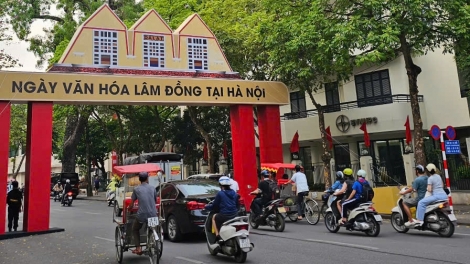 NGÀY VĂN HÓA LÂM ĐỒNG TẠI HÀ NỘI